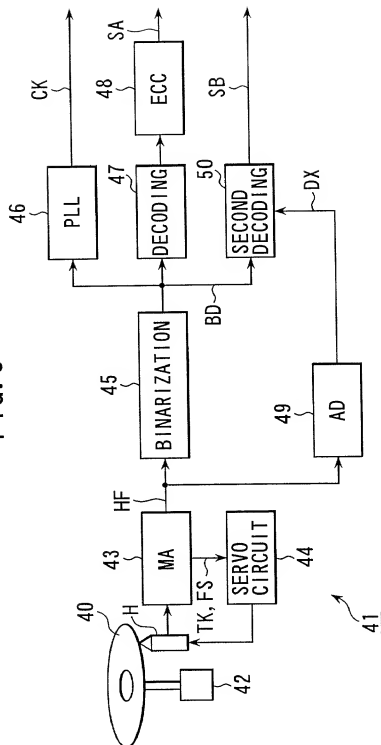 40
H
42
41
43
MA
HF
TK, FS
44
SERVO
CIRCUIT
45
BINARIZATION
BD
46
PLL
CK
47
DECODING
48
ECC
SA
49
AD
DX
50
SECOND
DECODING
SB